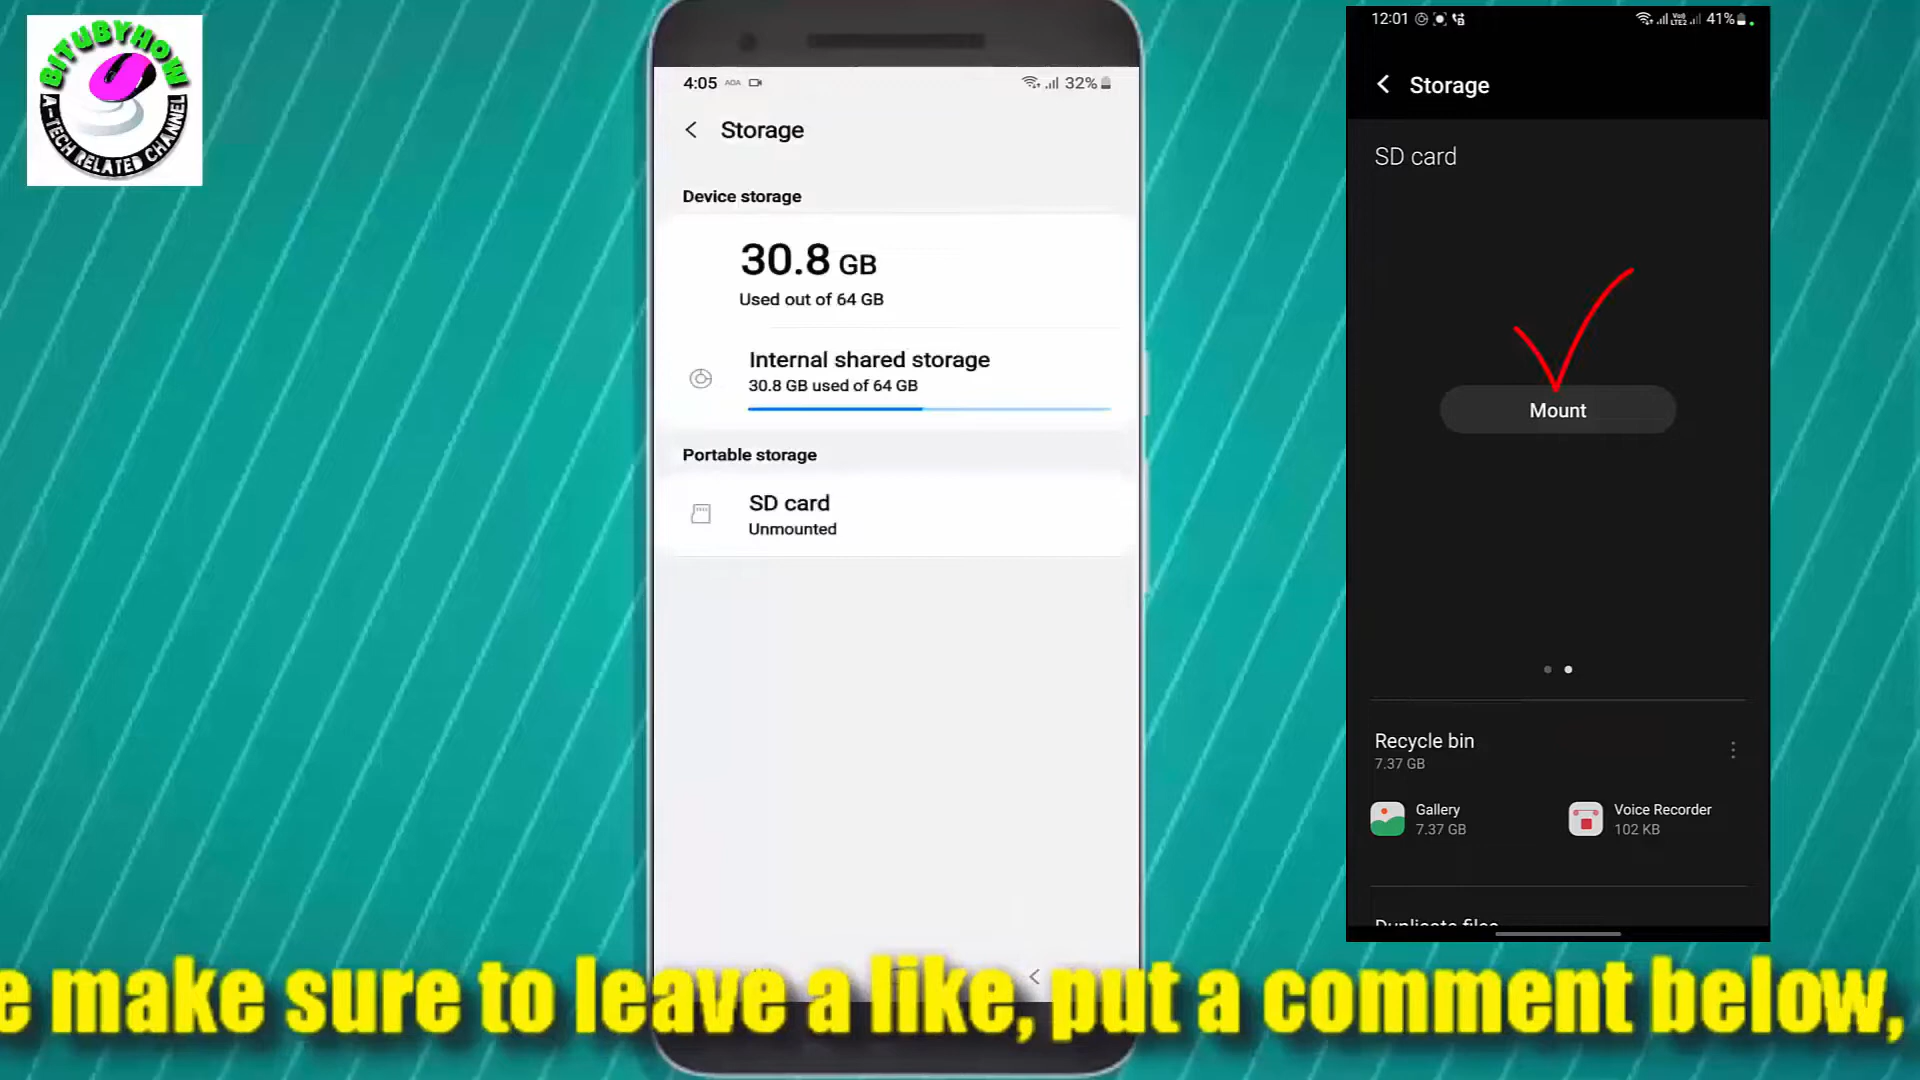 BITUBYHOW
A-TECH RELATED CHANNEL
4:05 AOA 32%
Storage
Device storage
30.8 GB
Used out of 64 GB
Internal shared storage
30.8 GB used of 64 GB
Portable storage
SD card
Unmounted
12:01 41%
Storage
SD card
Mount
Recycle bin
7.37 GB
Gallery
7.37 GB
Voice Recorder
102 KB
Duplicate files
e make sure to leave a like, put a comment below,